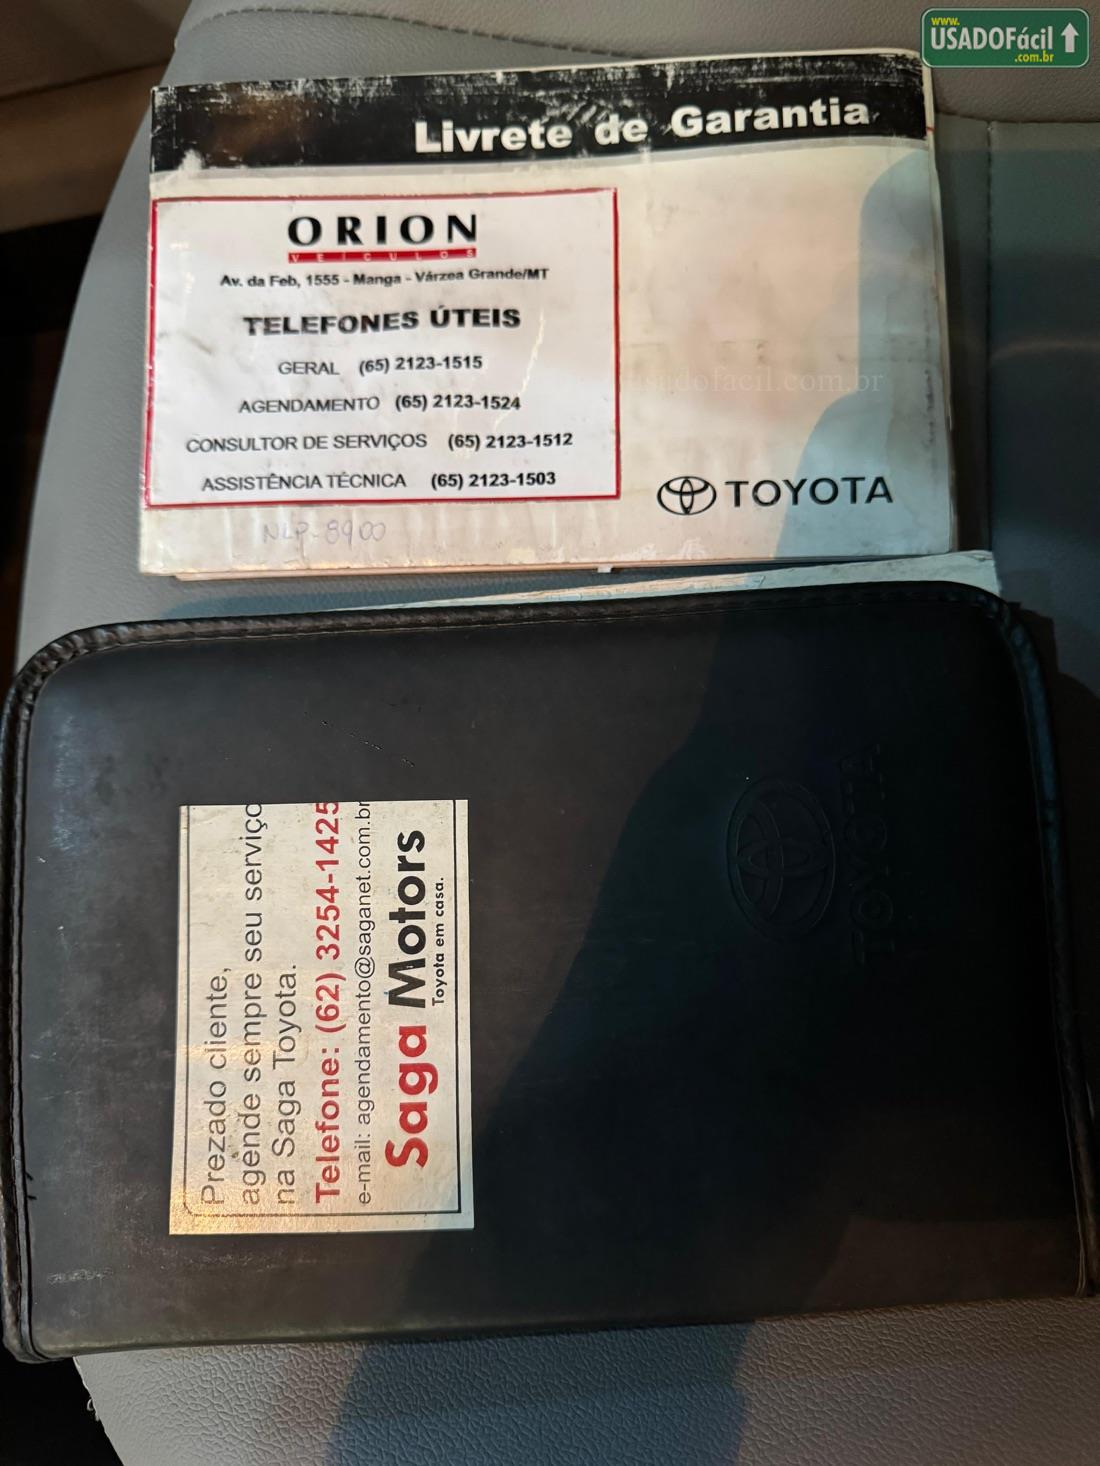 www.
USADOFácil
.com.br
Livrete de Garantia
ORION
VEÍCULOS
Av. da Feb, 1555 - Manga - Várzea Grande/MT
TELEFONES ÚTEIS
GERAL (65) 2123-1515
AGENDAMENTO (65) 2123-1524
CONSULTOR DE SERVIÇOS (65) 2123-1512
ASSISTÊNCIA TÉCNICA (65) 2123-1503
usadofacil.com.br
TOYOTA
NLP-8900
Prezado cliente,
agende sempre seu serviço
na Saga Toyota.
Telefone: (62) 3254-1425
e-mail: agendamento@saganet.com.br
Saga Motors
Toyota em casa.
TOYOTA